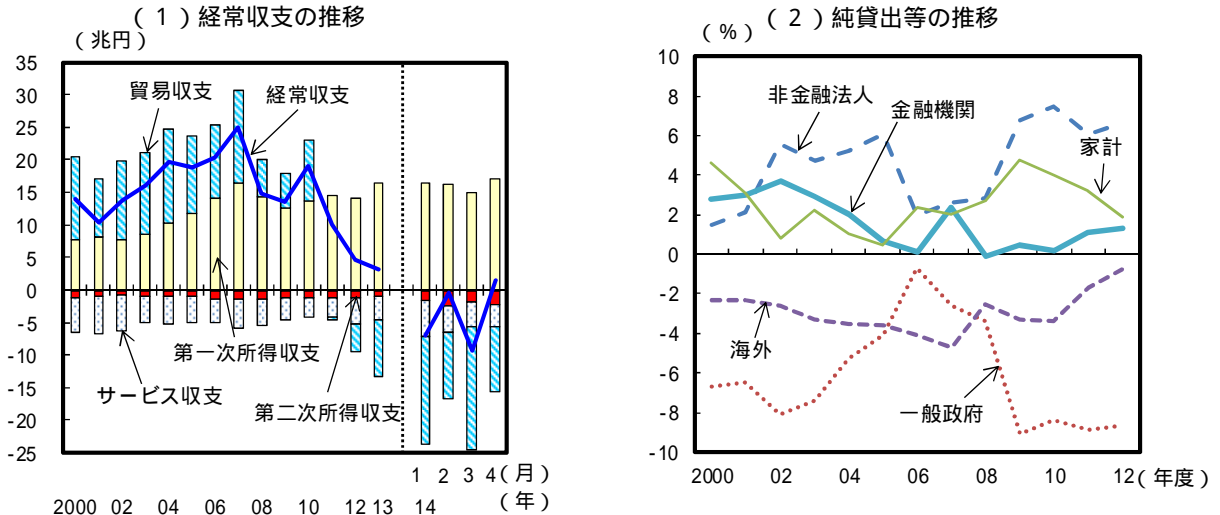 （１）経常収支の推移
（兆円）
35
30
25
20
15
10
5
0
-5
-10
-15
-20
-25
貿易収支
経常収支
第一次所得収支
サービス収支
第二次所得収支
1 2 3 4（月）
2000 02 04 06 08 10 12 13 14（年）
（２）純貸出等の推移
（％）
10
8
6
4
2
0
-2
-4
-6
-8
-10
非金融法人
金融機関
家計
海外
一般政府
2000 02 04 06 08 10 12（年度）